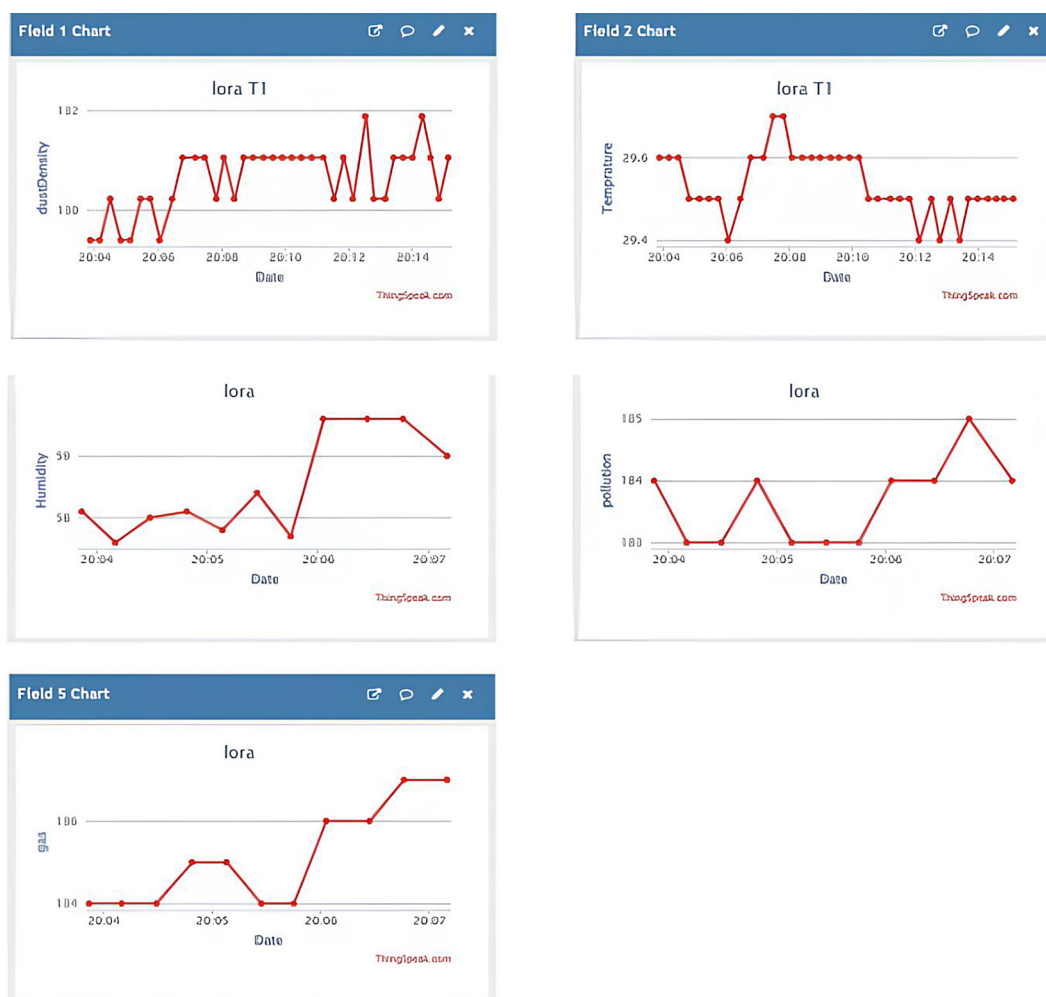 Field 1 Chart
lora T1
dustDensity
182
180
20:04 20:06 20:08 20:10 20:12 20:14
Date
ThingSpeak.com
Field 2 Chart
lora T1
Temprature
29.6
29.4
20:04 20:06 20:08 20:10 20:12 20:14
Date
ThingSpeak.com
lora
Humidity
20:04 20:05 20:06 20:07
Date
ThingSpeak.com
lora
pollution
185
184
20:04 20:05 20:06 20:07
Date
ThingSpeak.com
Field 5 Chart
lora
gas
186
184
20:04 20:05 20:06 20:07
Date
ThingSpeak.com